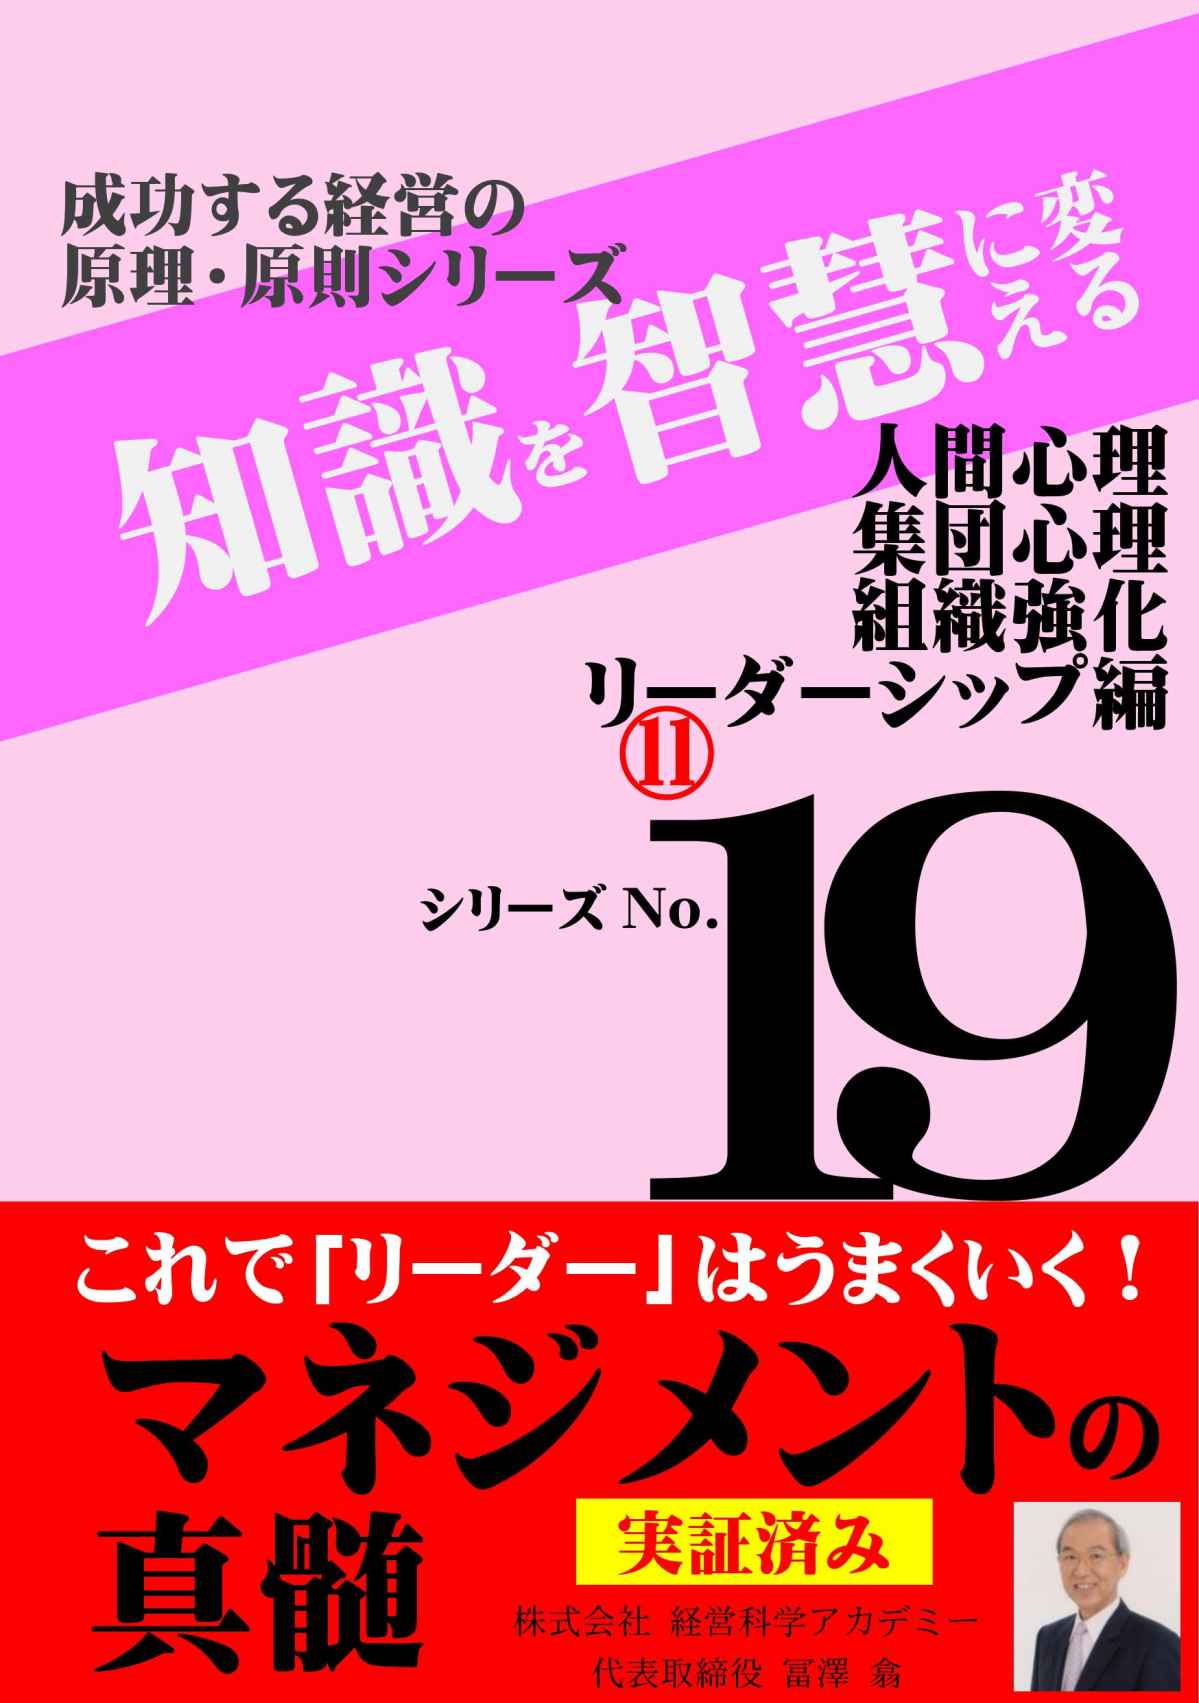 成功する経営の
原理・原則シリーズ
知識を智慧に変える
人間心理
集団心理
組織強化
リーダーシップ編
⑪
シリーズ No.19
これで「リーダー」はうまくいく！
マネジメントの
真髄
実証済み
株式会社 経営科学アカデミー
代表取締役 冨澤 翕